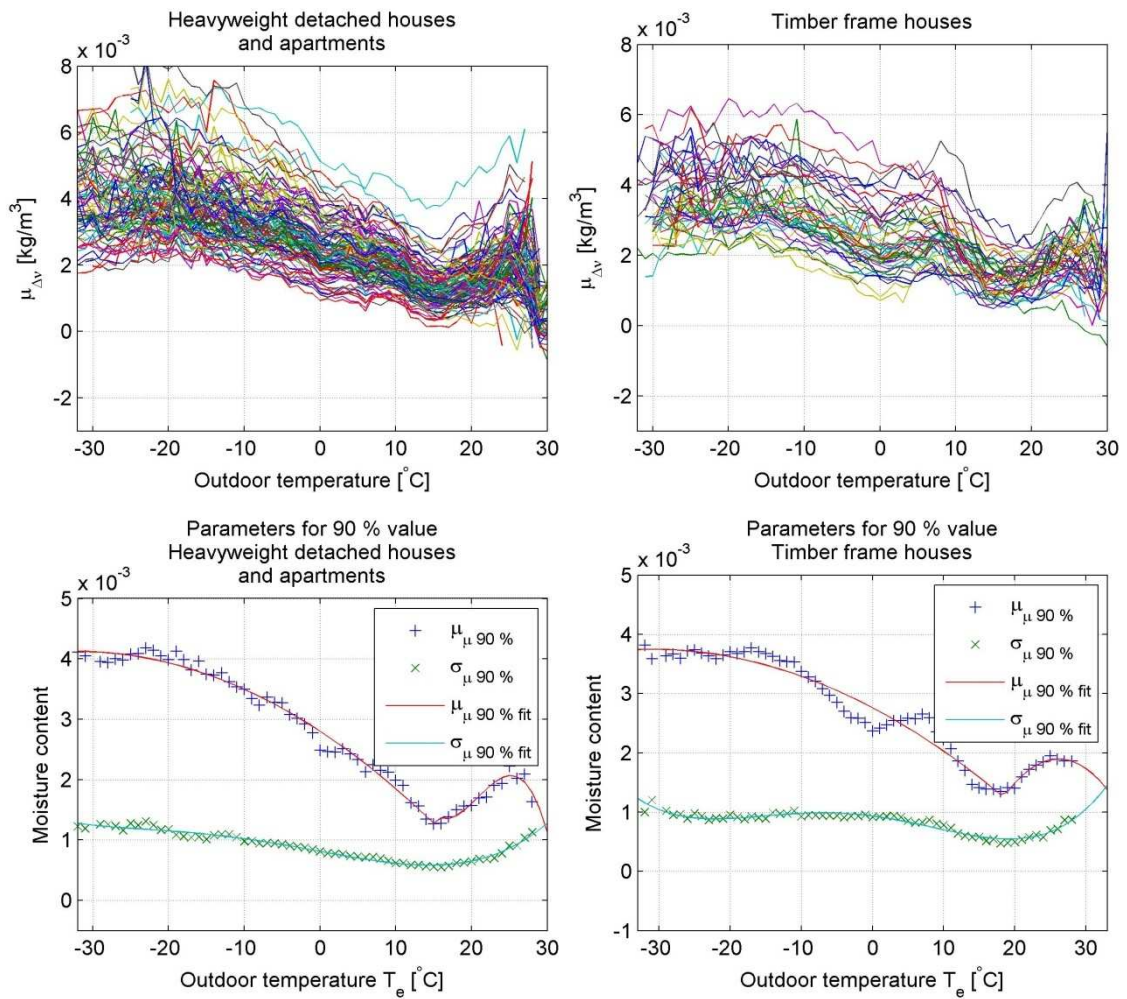 Heavyweight detached houses
and apartments
x 10⁻³
8
6
4
2
0
-2
μΔν [kg/m³]
-30 -20 -10 0 10 20 30
Outdoor temperature [°C]
Timber frame houses
x 10⁻³
8
6
4
2
0
-2
μΔν [kg/m³]
-30 -20 -10 0 10 20 30
Outdoor temperature [°C]
Parameters for 90 % value
Heavyweight detached houses
and apartments
x 10⁻³
5
4
3
2
1
0
Moisture content
μμ 90 %
σμ 90%
μμ 90 % fit
σμ 90 % fit
-30 -20 -10 0 10 20 30
Outdoor temperature Te [°C]
Parameters for 90 % value
Timber frame houses
x 10⁻³
5
4
3
2
1
0
-1
Moisture content
μμ 90 %
σμ 90%
μμ 90 % fit
σμ 90 % fit
-30 -20 -10 0 10 20 30
Outdoor temperature Te [°C]